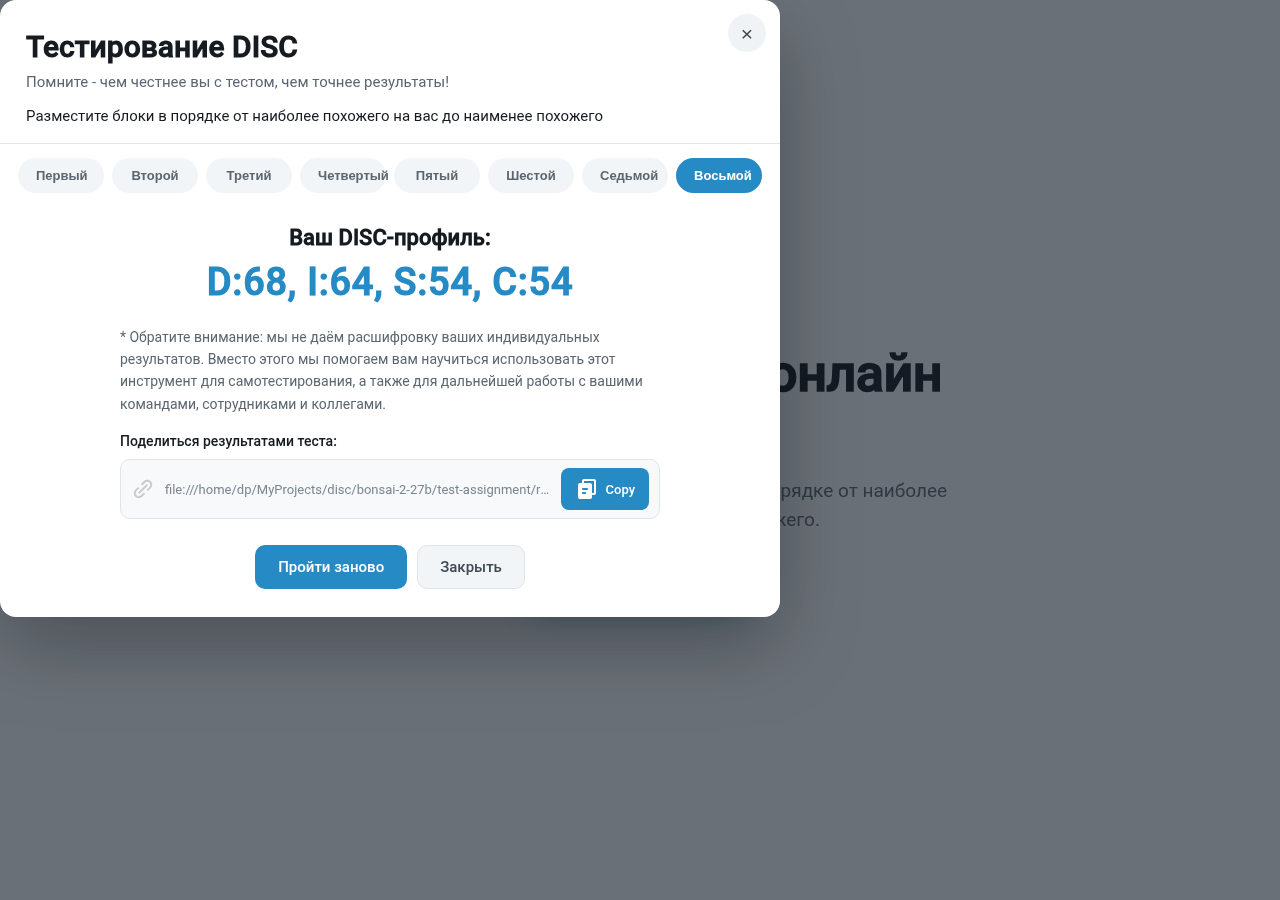 Тестирование DISC
×
Помните - чем честнее вы с тестом, чем точнее результаты!
Разместите блоки в порядке от наиболее похожего на вас до наименее похожего
Первый Второй Третий Четвертый Пятый Шестой Седьмой Восьмой
Ваш DISC-профиль:
D:68, I:64, S:54, C:54
онлайн
* Обратите внимание: мы не даём расшифровку ваших индивидуальных
результатов. Вместо этого мы помогаем вам научиться использовать этот
инструмент для самотестирования, а также для дальнейшей работы с вашими
командами, сотрудниками и коллегами.
Поделиться результатами теста:
file:///home/dp/MyProjects/disc/bonsai-2-27b/test-assignment/r... Copy
рядке от наиболее
жего.
Пройти заново Закрыть